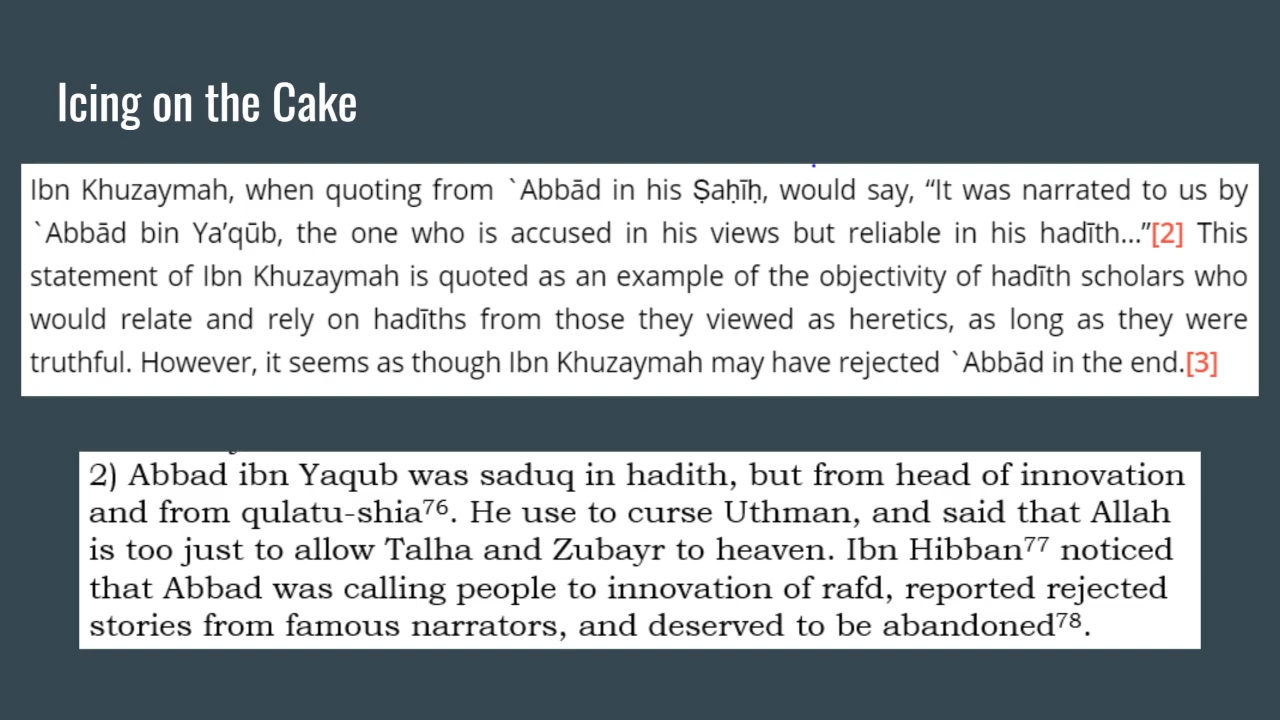 Icing on the Cake
Ibn Khuzaymah, when quoting from `Abbād in his Ṣaḥīḥ, would say, “It was narrated to us by
`Abbād bin Ya’qūb, the one who is accused in his views but reliable in his hadīth…”[2] This
statement of Ibn Khuzaymah is quoted as an example of the objectivity of hadīth scholars who
would relate and rely on hadīths from those they viewed as heretics, as long as they were
truthful. However, it seems as though Ibn Khuzaymah may have rejected `Abbād in the end.[3]
2) Abbad ibn Yaqub was saduq in hadith, but from head of innovation
and from qulatu-shia⁷⁶. He use to curse Uthman, and said that Allah
is too just to allow Talha and Zubayr to heaven. Ibn Hibban⁷⁷ noticed
that Abbad was calling people to innovation of rafd, reported rejected
stories from famous narrators, and deserved to be abandoned⁷⁸.